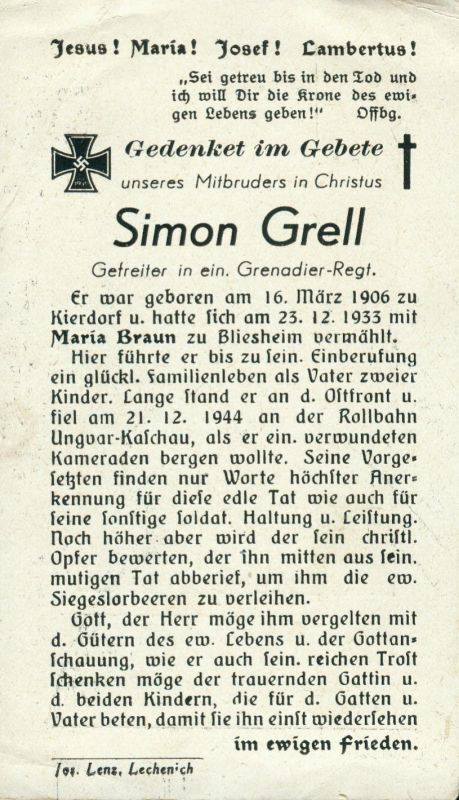 Jesus! Maria! Josef! Lambertus!
„Sei getreu bis in den Tod und
ich will Dir die Krone des ewi-
gen Lebens geben!“ Offbg.
Gedenket im Gebete
unseres Mitbruders in Christus
Simon Grell
Gefreiter in ein. Grenadier-Regt.
Er war geboren am 16. März 1906 zu
Kierdorf u. hatte sich am 23. 12. 1933 mit
Maria Braun zu Bliesheim vermählt.
Hier führte er bis zu sein. Einberufung
ein glückl. Familienleben als Vater zweier
Kinder. Lange stand er an d. Ostfront u.
fiel am 21. 12. 1944 an der Rollbahn
Ungvar-Kaschau, als er ein. verwundeten
Kameraden bergen wollte. Seine Vorge-
setzten finden nur Worte höchster Aner-
kennung für diese edle Tat wie auch für
seine sonstige soldat. Haltung u. Leistung.
Noch höher aber wird der sein christl.
Opfer bewerten, der ihn mitten aus sein.
mutigen Tat abberief, um ihm die ew.
Siegeslorbeeren zu verleihen.
Gott, der Herr möge ihm vergelten mit
d. Gütern des ew. Lebens u. der Gottan-
schauung, wie er auch sein. reichen Trost
schenken möge der trauernden Gattin u.
d. beiden Kindern, die für d. Gatten u.
Vater beten, damit sie ihn einst wiedersehen
im ewigen Frieden.
Jos. Lenz, Lechenich